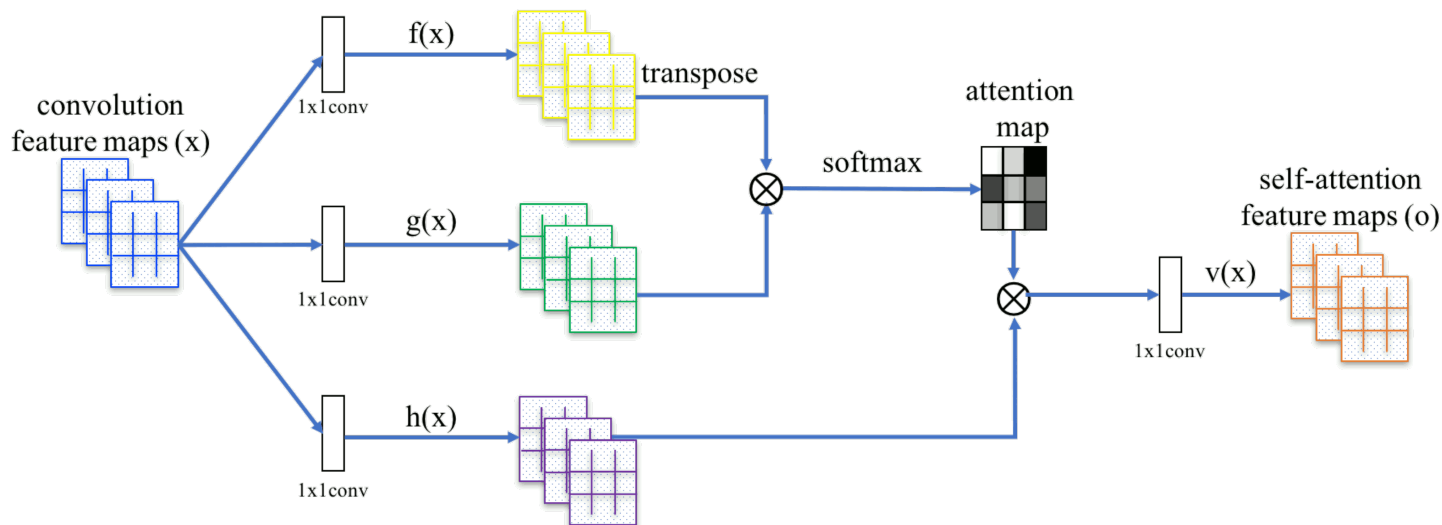 convolution
feature maps (x)
1x1conv
f(x)
transpose
1x1conv
g(x)
1x1conv
h(x)
softmax
attention
map
1x1conv
v(x)
self-attention
feature maps (o)